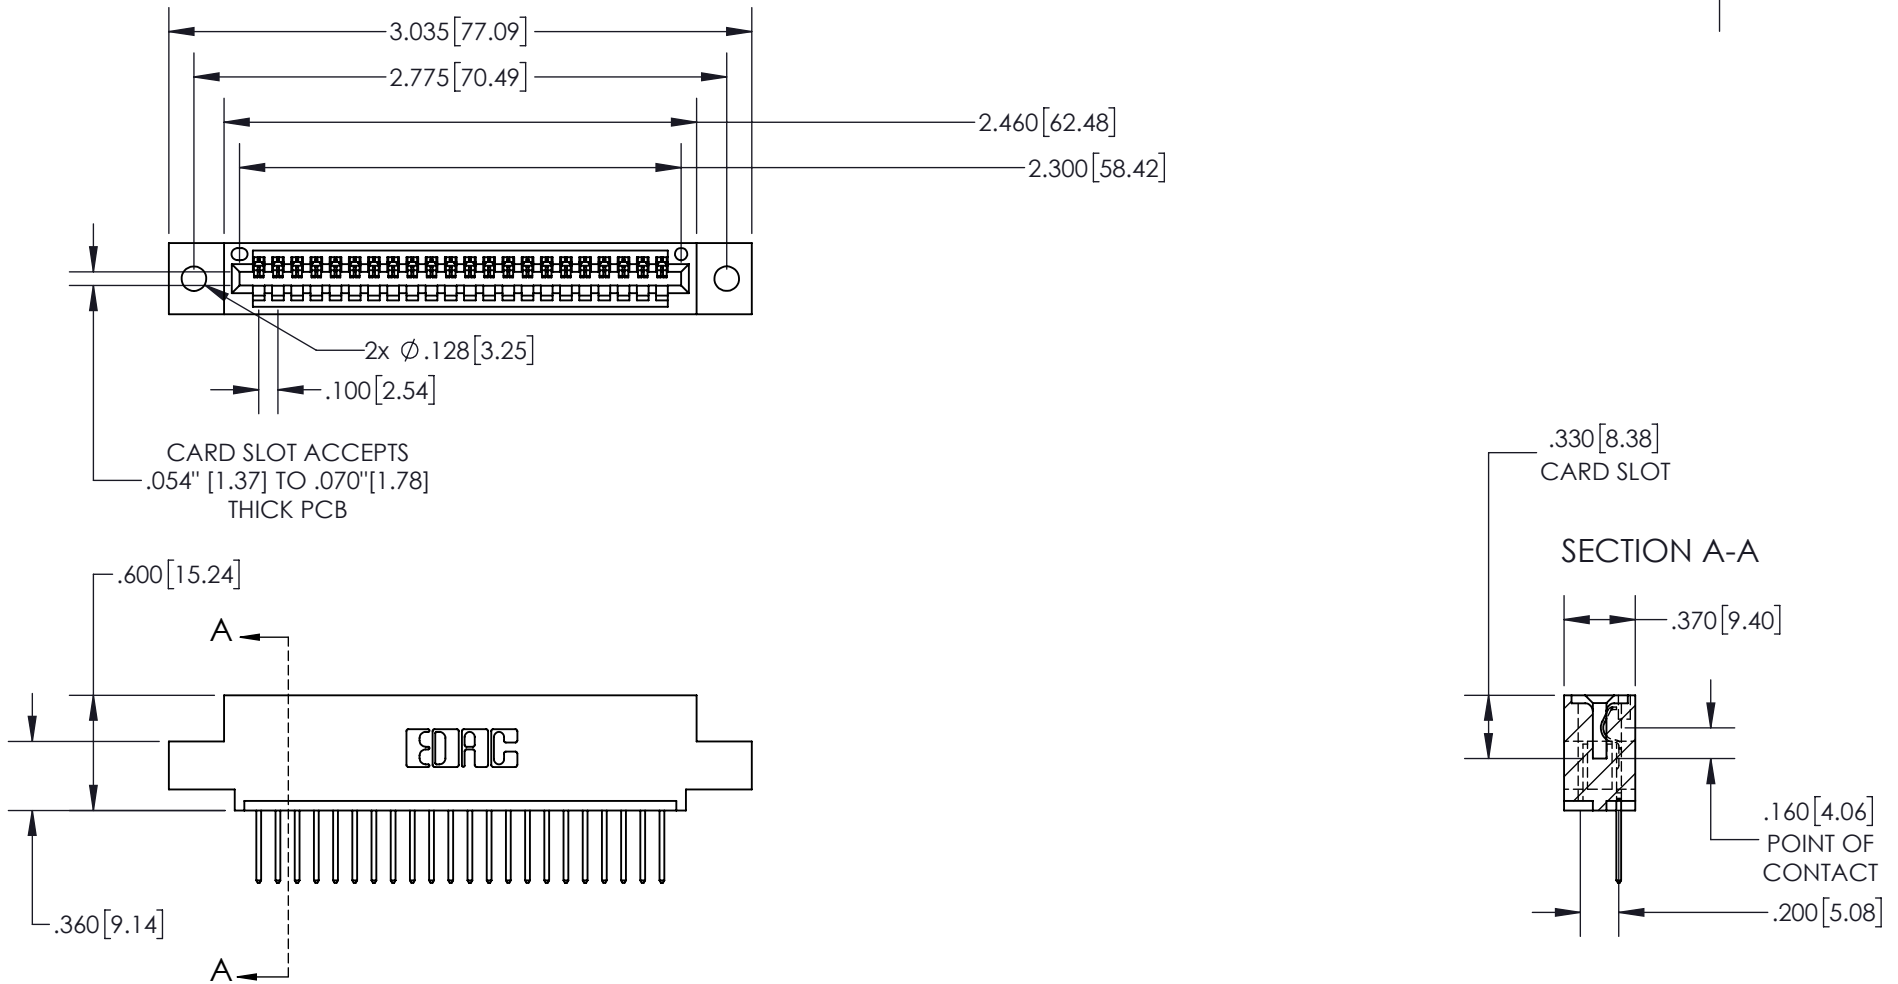 3.035[77.09]
2.775[70.49]
2.460[62.48]
2.300[58.42]
2x Ø.128[3.25]
.100[2.54]
CARD SLOT ACCEPTS
.054" [1.37] TO .070"[1.78]
THICK PCB
.330[8.38]
CARD SLOT
SECTION A-A
.600[15.24]
A
.370[9.40]
EDAC
.160[4.06]
POINT OF
CONTACT
.200[5.08]
.360[9.14]
A